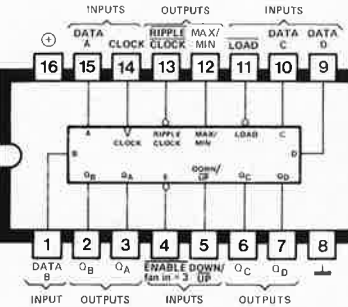 INPUTS OUTPUTS INPUTS
DATA RIPPLE MAX/ DATA DATA
⊕ A CLOCK CLOCK MIN LOAD C D
16 15 14 13 12 11 10 9
A RIPPLE MAX/ LOAD C
CLOCK CLOCK MIN
B D
DOWN/
QB QA E UP QC QD
1 2 3 4 5 6 7 8
DATA QB QA ENABLE DOWN/ QC QD
B fan in = 3 UP
INPUT OUTPUTS INPUTS OUTPUTS